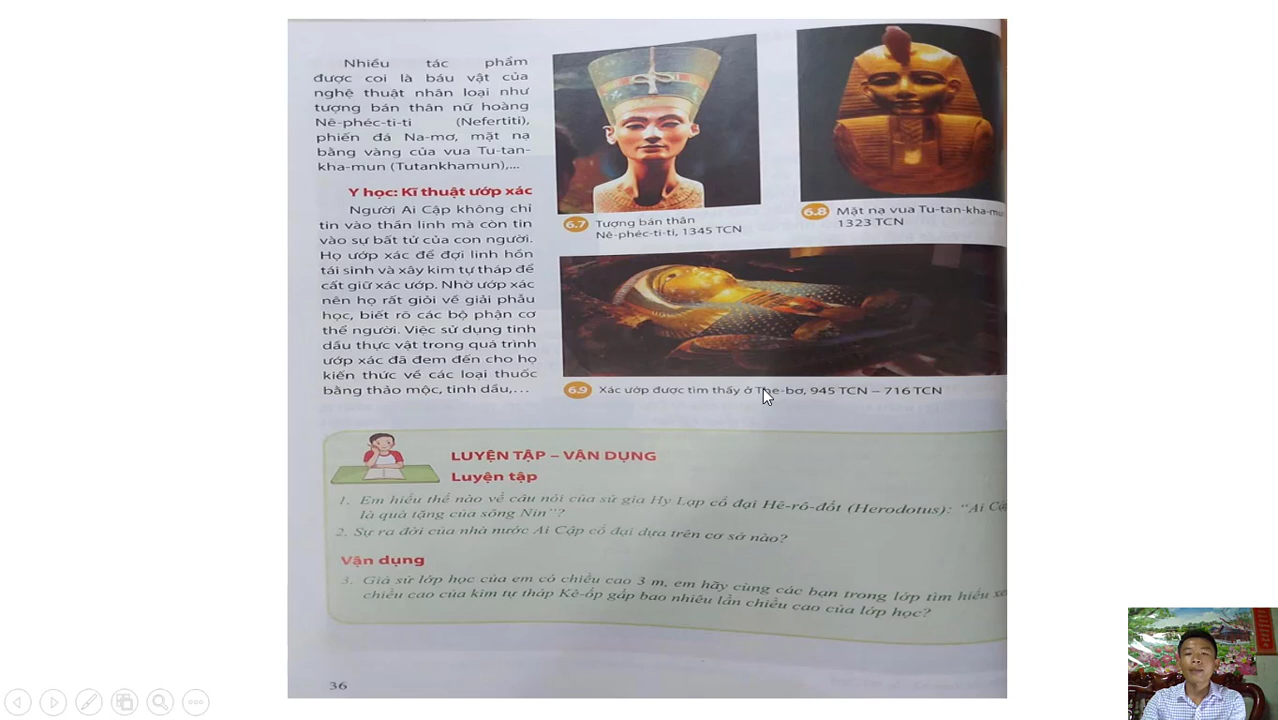 Nhiều tác phẩm
được coi là báu vật của
nghệ thuật nhân loại như
tượng bán thân nữ hoàng
Nê-phéc-ti-ti (Nefertiti),
phiến đá Na-mơ, mặt nạ
bằng vàng của vua Tu-tan-
kha-mun (Tutankhamun),...
Y học: Kĩ thuật ướp xác
Người Ai Cập không chỉ
tin vào thần linh mà còn tin
vào sự bất tử của con người.
Họ ướp xác để đợi linh hồn
tái sinh và xây kim tự tháp để
cất giữ xác ướp. Nhờ ướp xác
nên họ rất giỏi về giải phẫu
học, biết rõ các bộ phận cơ
thể người. Việc sử dụng tinh
dầu thực vật trong quá trình
ướp xác đã đem đến cho họ
kiến thức về các loại thuốc
bằng thảo mộc, tinh dầu,...
6.7 Tượng bán thân
Nê-phéc-ti-ti, 1345 TCN
6.8 Mặt nạ vua Tu-tan-kha-mu
1323 TCN
6.9 Xác ướp được tìm thấy ở The-bơ, 945 TCN – 716 TCN
LUYỆN TẬP – VẬN DỤNG
Luyện tập
1. Em hiểu thế nào về câu nói của sử gia Hy Lạp cổ đại Hê-rô-đốt (Herodotus): “Ai Cậ
là quà tặng của sông Nin”?
2. Sự ra đời của nhà nước Ai Cập cổ đại dựa trên cơ sở nào?
Vận dụng
3. Giả sử lớp học của em có chiều cao 3 m, em hãy cùng các bạn trong lớp tìm hiểu xe
chiều cao của kim tự tháp Kê-ốp gấp bao nhiêu lần chiều cao của lớp học?
36